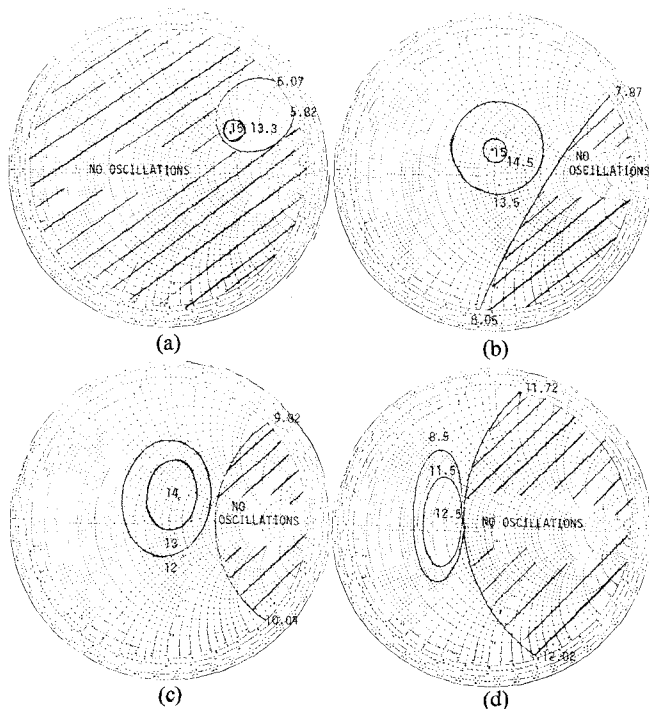 6.07
5.82
15 13.3
NO OSCILLATIONS
(a)
7.87
15
14.5
13.5
NO
OSCILLATIONS
8.05
(b)
9.82
14
NO
OSCILLATIONS
13
12
10.04
(c)
11.72
8.5
11.5
12.5
NO OSCILLATIONS
12.02
(d)